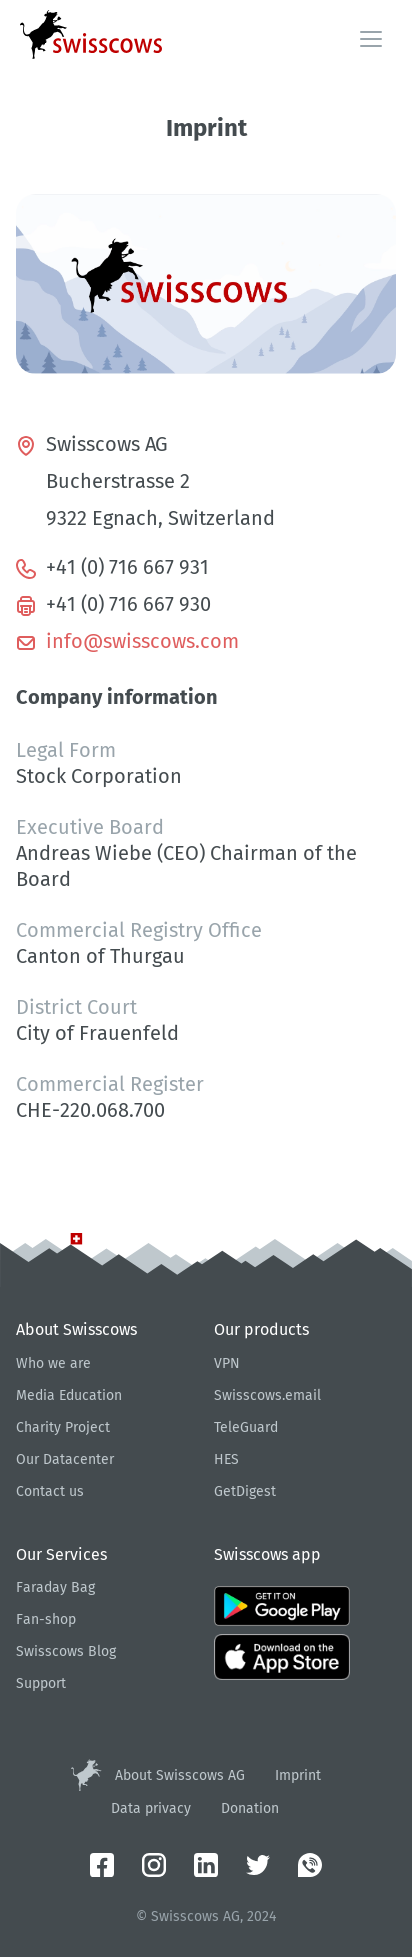 swisscows
Imprint
swisscows
Swisscows AG
Bucherstrasse 2
9322 Egnach, Switzerland
+41 (0) 716 667 931
+41 (0) 716 667 930
info@swisscows.com
Company information
Legal Form
Stock Corporation
Executive Board
Andreas Wiebe (CEO) Chairman of the
Board
Commercial Registry Office
Canton of Thurgau
District Court
City of Frauenfeld
Commercial Register
CHE-220.068.700
About Swisscows
Who we are
Media Education
Charity Project
Our Datacenter
Contact us
Our products
VPN
Swisscows.email
TeleGuard
HES
GetDigest
Our Services
Faraday Bag
Fan-shop
Swisscows Blog
Support
Swisscows app
GET IT ON
Google Play
Download on the
App Store
About Swisscows AG
Imprint
Data privacy
Donation
© Swisscows AG, 2024